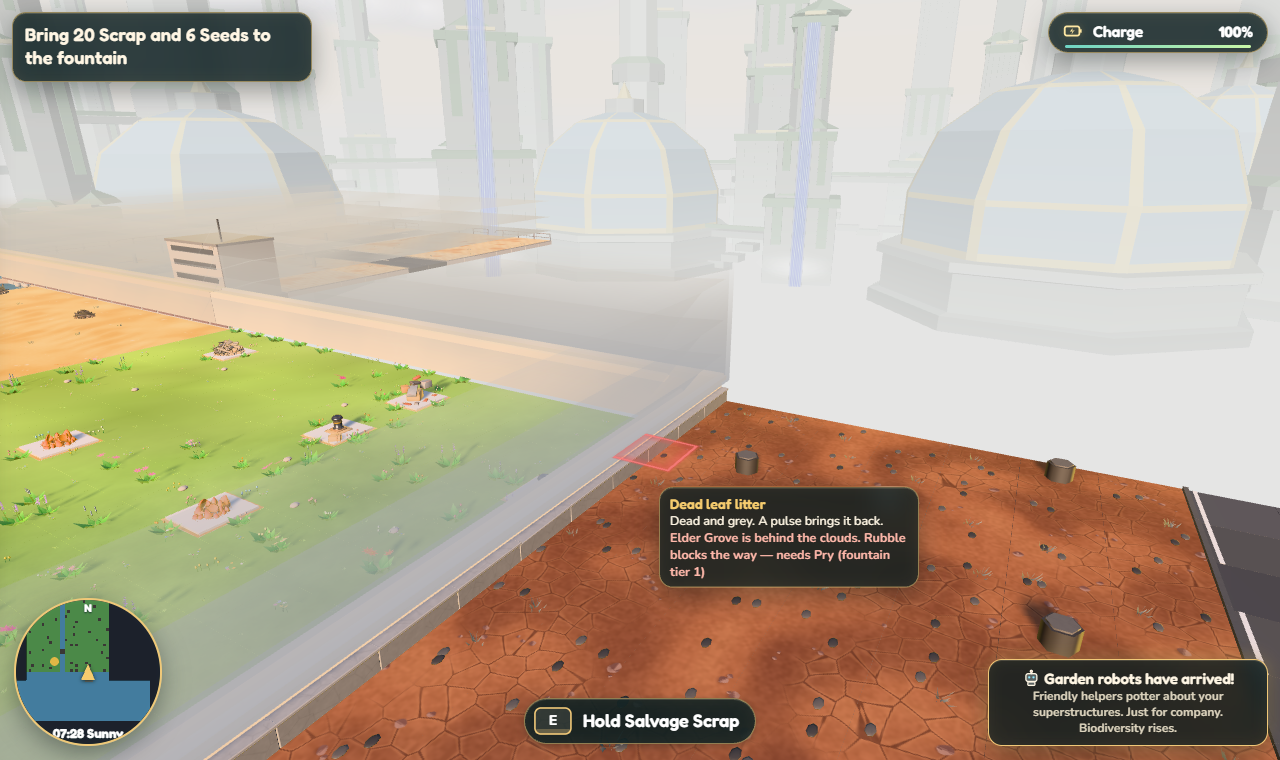 Bring 20 Scrap and 6 Seeds to
the fountain
Charge 100%
Dead leaf litter
Dead and grey. A pulse brings it back.
Elder Grove is behind the clouds. Rubble
blocks the way — needs Pry (fountain
tier 1)
N
07:28 Sunny
E Hold Salvage Scrap
Garden robots have arrived!
Friendly helpers potter about your
superstructures. Just for company.
Biodiversity rises.